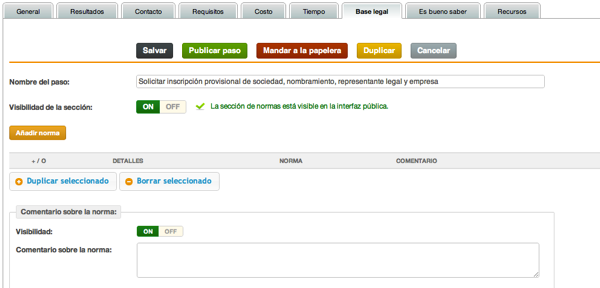 General Resultados Contacto Requisitos Costo Tiempo Base legal Es bueno saber Recursos
Salvar Publicar paso Mandar a la papelera Duplicar Cancelar
Nombre del paso: Solicitar inscripción provisional de sociedad, nombramiento, representante legal y empresa
Visibilidad de la sección: ON OFF La sección de normas está visible en la interfaz pública.
Añadir norma
+ / O DETALLES NORMA COMENTARIO
Duplicar seleccionado Borrar seleccionado
Comentario sobre la norma:
Visibilidad: ON OFF
Comentario sobre la norma: